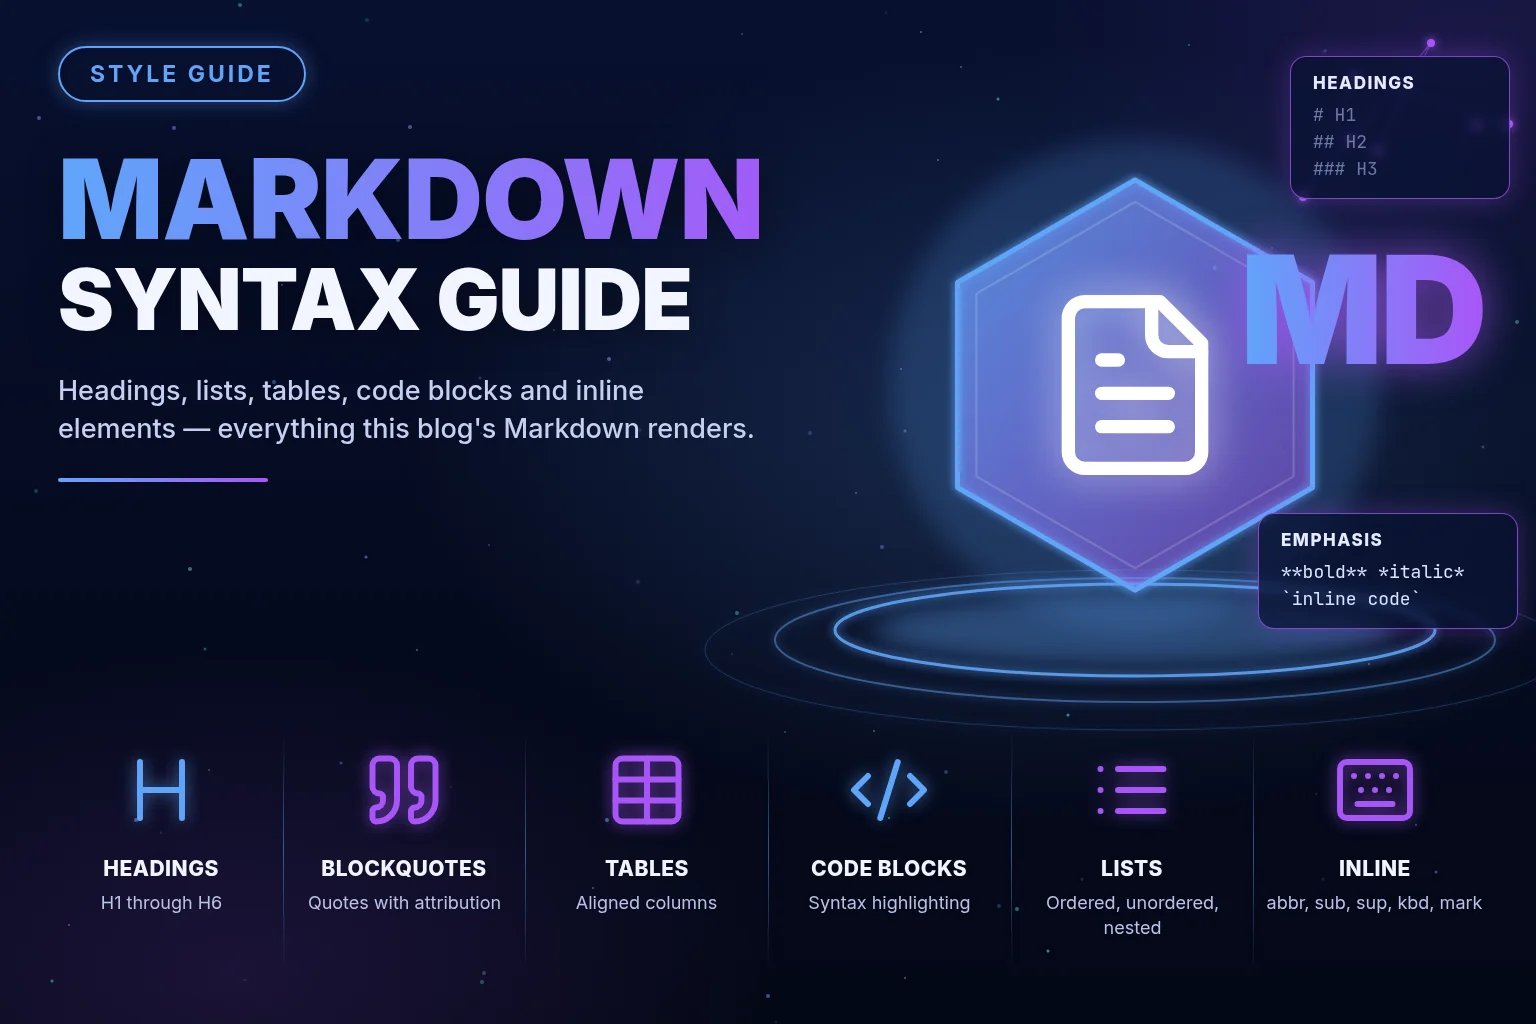 STYLE GUIDE
MARKDOWN
SYNTAX GUIDE
Headings, lists, tables, code blocks and inline
elements — everything this blog's Markdown renders.
HEADINGS
# H1
## H2
### H3
MD
EMPHASIS
**bold** *italic*
`inline code`
HEADINGS
H1 through H6
BLOCKQUOTES
Quotes with attribution
TABLES
Aligned columns
CODE BLOCKS
Syntax highlighting
LISTS
Ordered, unordered,
nested
INLINE
abbr, sub, sup, kbd, mark